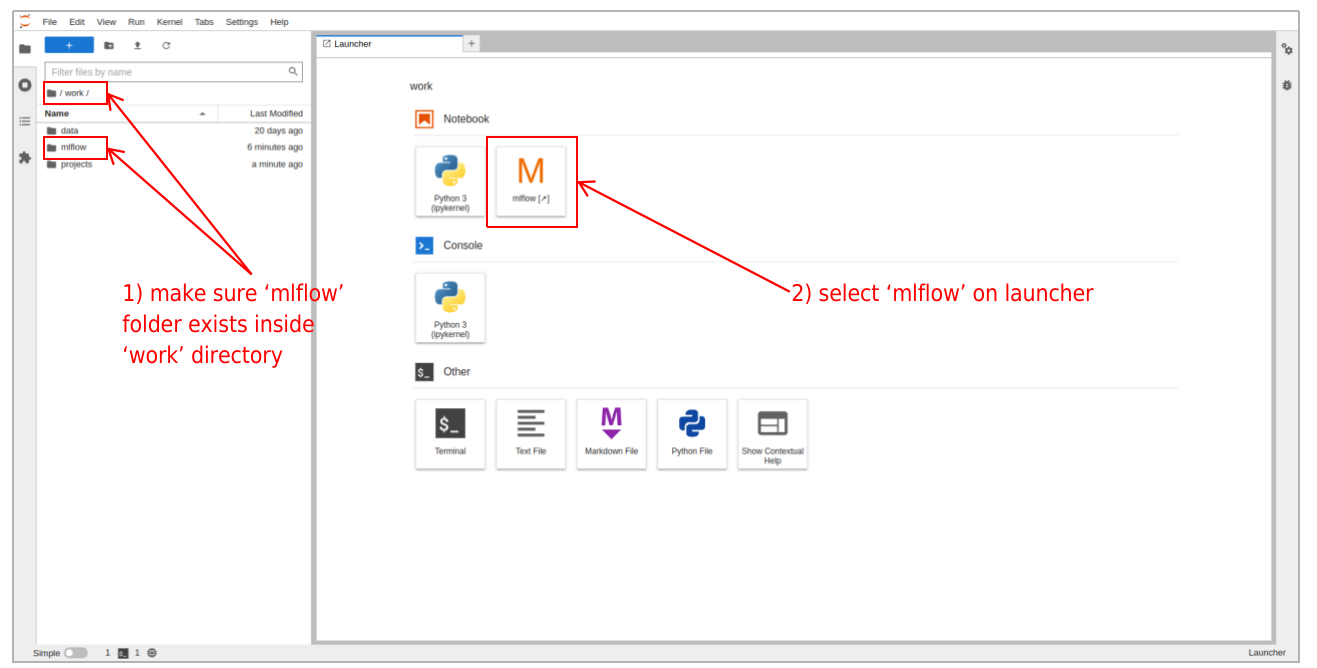 File Edit View Run Kernel Tabs Settings Help
+
Filter files by name
/ work /
Name Last Modified
data 20 days ago
mlflow 6 minutes ago
projects a minute ago
1) make sure ‘mlflow’
folder exists inside
‘work’ directory
Launcher +
work
Notebook
Python 3
(ipykernel)
M
mlflow [↗]
2) select ‘mlflow’ on launcher
>_ Console
Python 3
(ipykernel)
$_ Other
$_
Terminal
Text File
M
Markdown File
Python File
Show Contextual
Help
Simple 1 $_ 1 Launcher